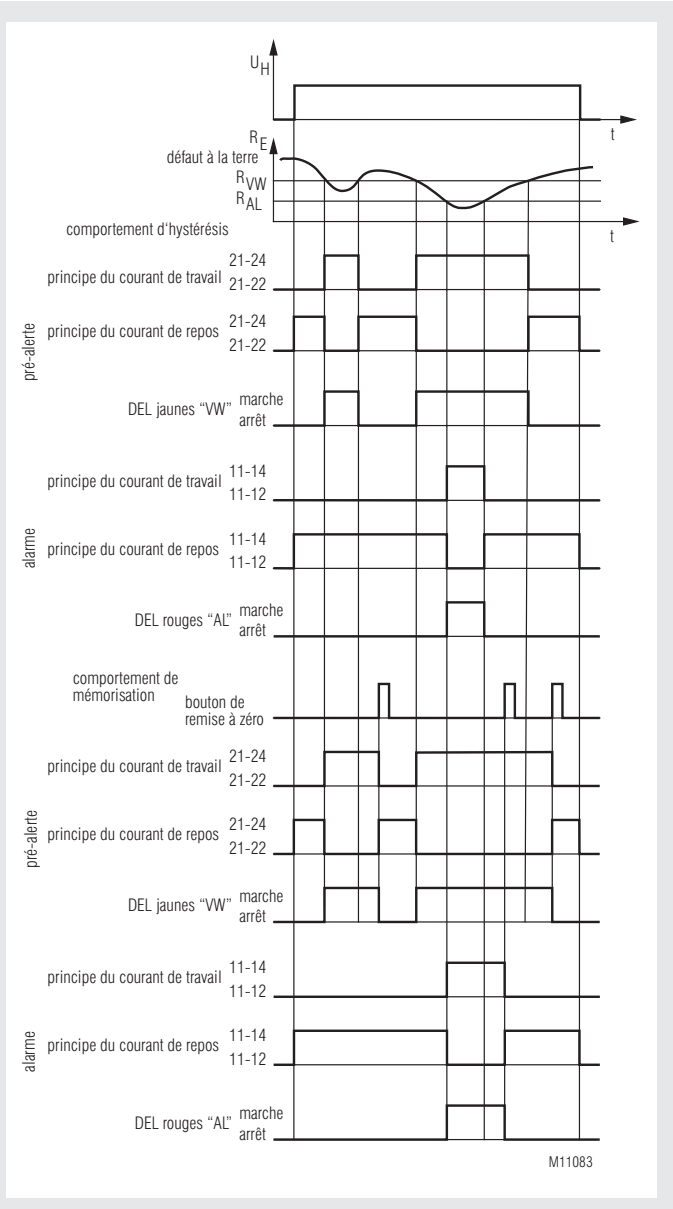 UH
t
RE
défaut à la terre
RVW
RAL
t
comportement d'hystérésis
pré-alerte
principe du courant de travail 21-24
21-22
principe du courant de repos 21-24
21-22
DEL jaunes “VW” marche
arrêt
alarme
principe du courant de travail 11-14
11-12
principe du courant de repos 11-14
11-12
DEL rouges “AL” marche
arrêt
comportement de
mémorisation
bouton de
remise à zéro
pré-alerte
principe du courant de travail 21-24
21-22
principe du courant de repos 21-24
21-22
DEL jaunes “VW” marche
arrêt
alarme
principe du courant de travail 11-14
11-12
principe du courant de repos 11-14
11-12
DEL rouges “AL” marche
arrêt
M11083